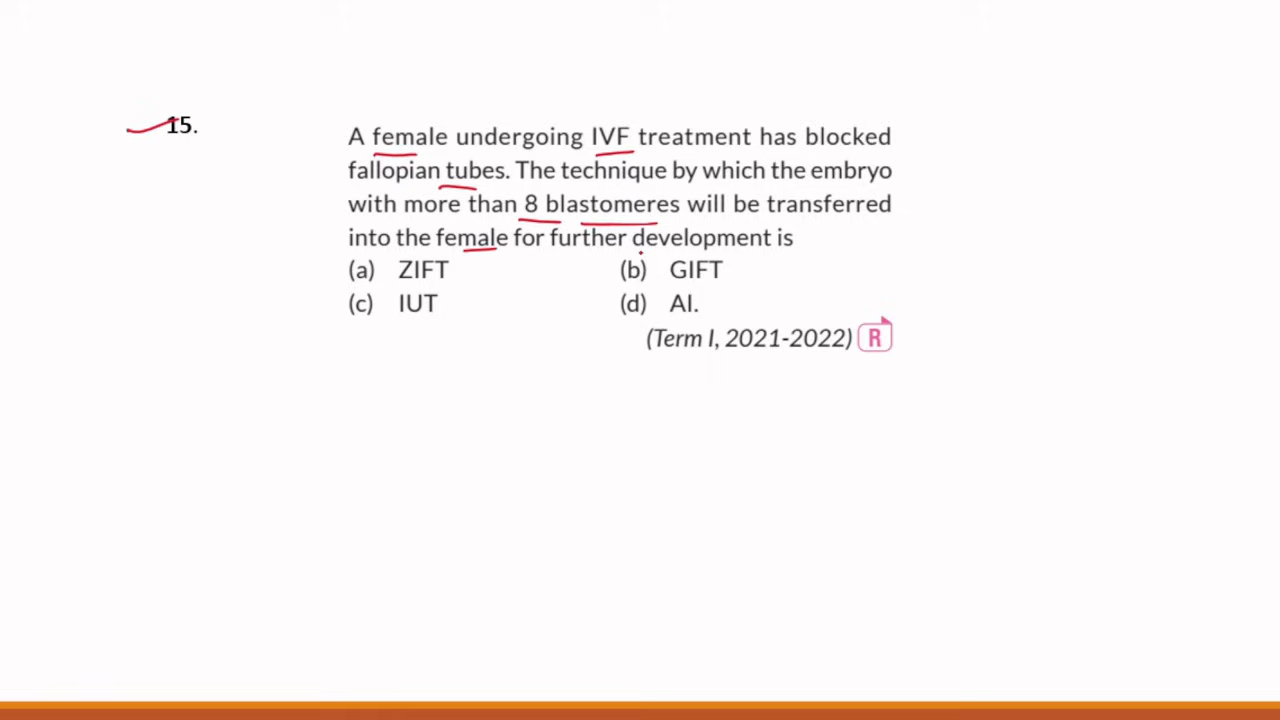 15.
A female undergoing IVF treatment has blocked
fallopian tubes. The technique by which the embryo
with more than 8 blastomeres will be transferred
into the female for further development is
(a) ZIFT (b) GIFT
(c) IUT (d) AI.
(Term I, 2021-2022) R